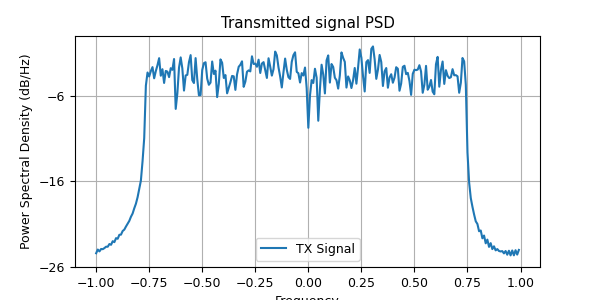 Transmitted signal PSD
Power Spectral Density (dB/Hz)
−6
−16
−26
TX Signal
−1.00 −0.75 −0.50 −0.25 0.00 0.25 0.50 0.75 1.00
Frequency